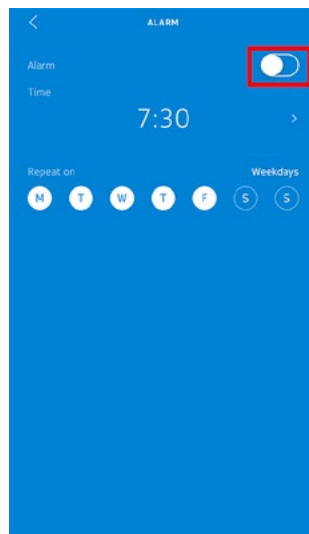 ALARM
Alarm
Time
7:30
Repeat on Weekdays
M T W T F S S